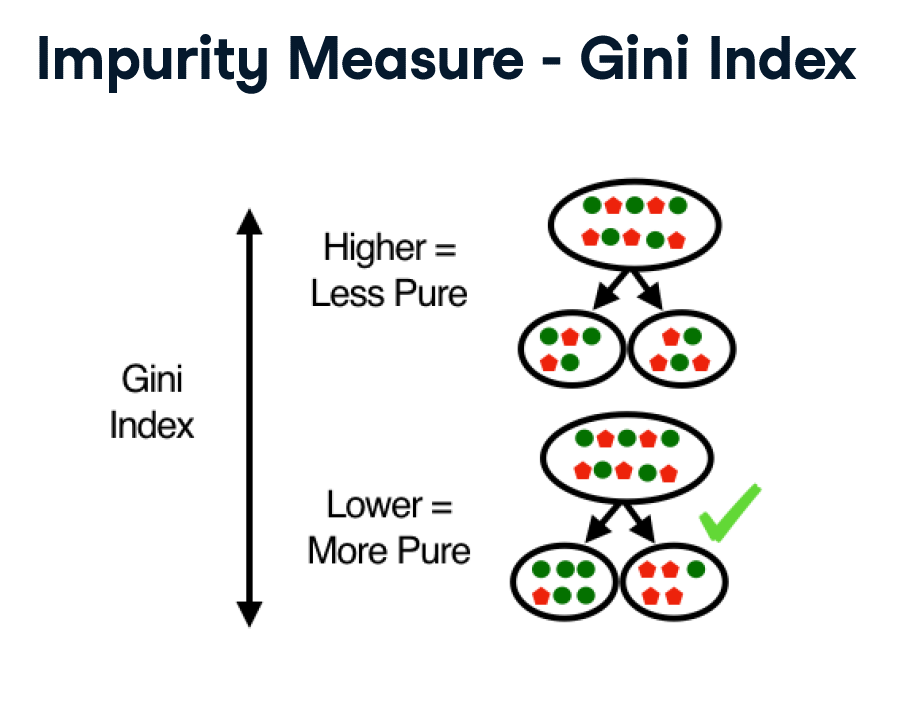 Impurity Measure - Gini Index
Higher =
Less Pure
Gini
Index
Lower =
More Pure